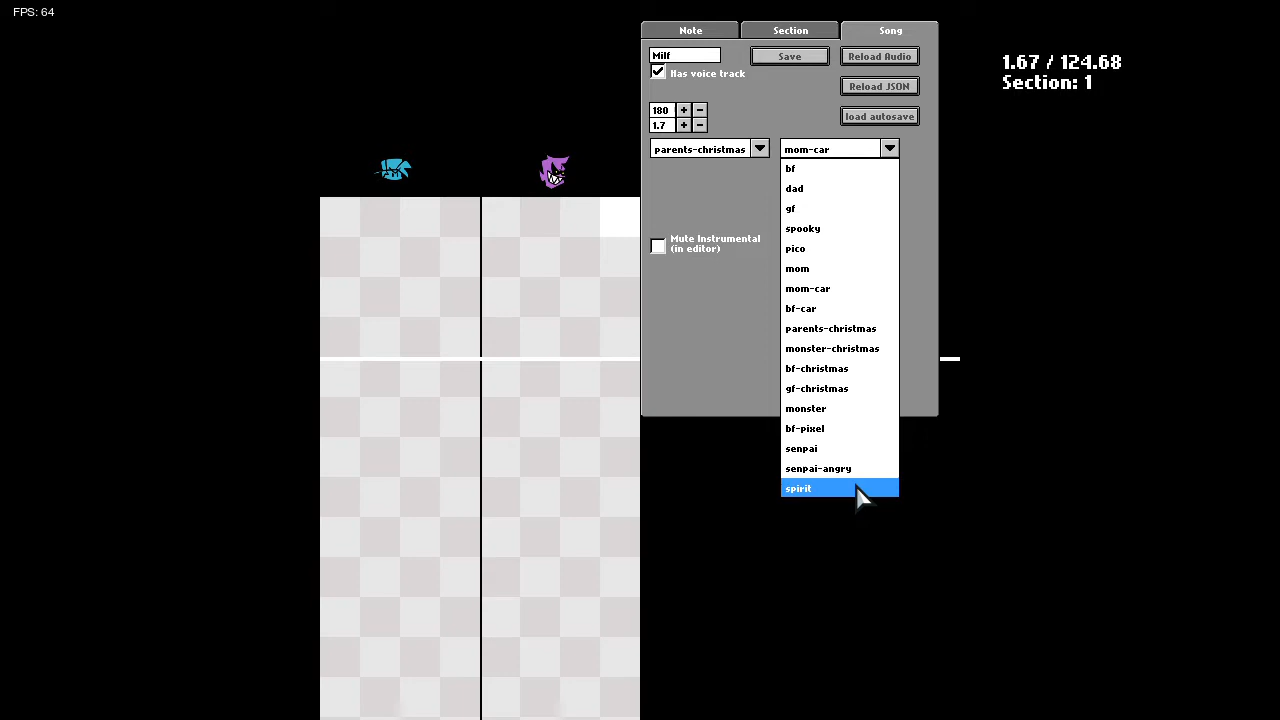 FPS: 64
Note Section Song
Milf Save Reload Audio
Has voice track
Reload JSON
180 + −
load autosave
1.7 + −
parents-christmas mom-car
bf
dad
gf
spooky
Mute Instrumental
(in editor)
pico
mom
mom-car
bf-car
parents-christmas
monster-christmas
bf-christmas
gf-christmas
monster
bf-pixel
senpai
senpai-angry
spirit
1.67 / 124.68
Section: 1